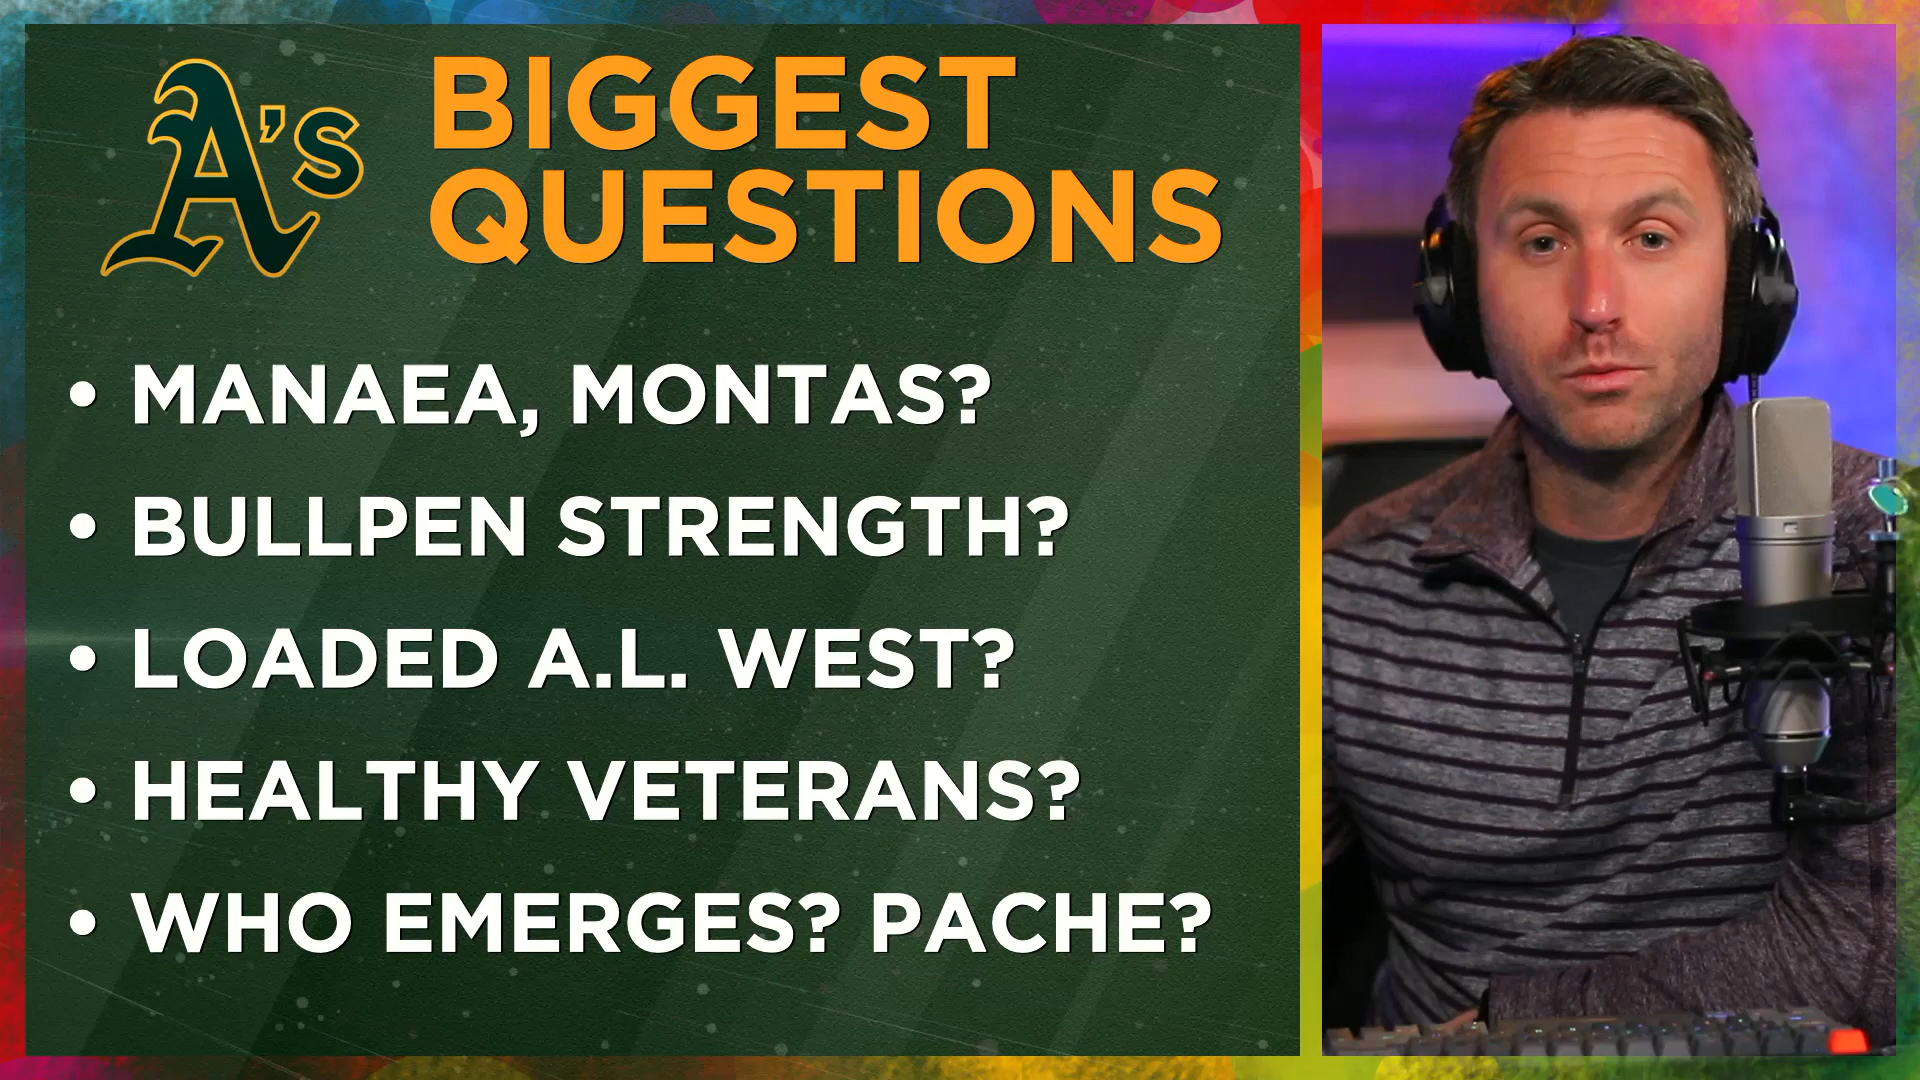 A's
BIGGEST
QUESTIONS
• MANAEA, MONTAS?
• BULLPEN STRENGTH?
• LOADED A.L. WEST?
• HEALTHY VETERANS?
• WHO EMERGES? PACHE?